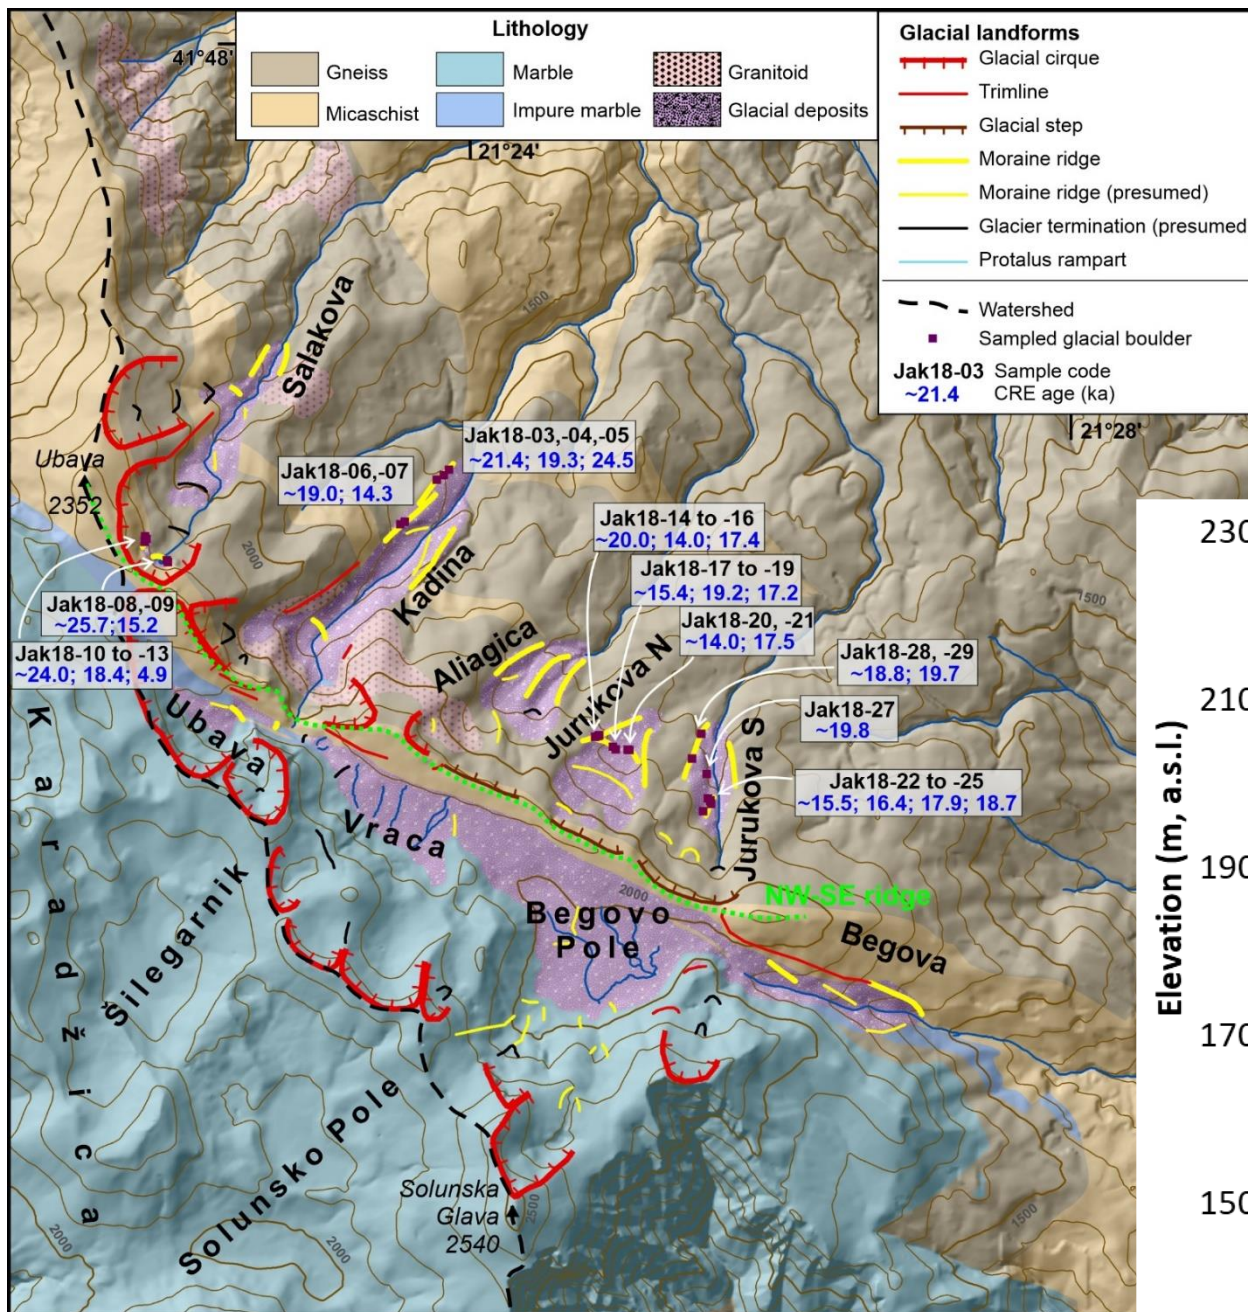 Lithology
Gneiss
Marble
Granitoid
Micaschist
Impure marble
Glacial deposits
Glacial landforms
Glacial cirque
Trimline
Glacial step
Moraine ridge
Moraine ridge (presumed)
Glacier termination (presumed
Protalus rampart
Watershed
Sampled glacial boulder
Jak18-03 Sample code
~21.4 CRE age (ka)
41°48'
21°24'
21°28'
1500
Salakova
Ubava
2352
2000
Jak18-03,-04,-05
~21.4; 19.3; 24.5
Jak18-06,-07
~19.0; 14.3
Jak18-14 to -16
~20.0; 14.0; 17.4
Jak18-17 to -19
~15.4; 19.2; 17.2
Jak18-20, -21
~14.0; 17.5
Jak18-28, -29
~18.8; 19.7
Jak18-27
~19.8
Jak18-22 to -25
~15.5; 16.4; 17.9; 18.7
Jak18-08,-09
~25.7;15.2
Jak18-10 to -13
~24.0; 18.4; 4.9
1500
Kadina
Aliagica
Jurukova N
Jurukova S
Ubava
Vraca
2000
NW-SE ridge
Begovo
Pole
Begova
Karadžica
Šilegarnik
Solunsko Pole
Solunska
Glava
2540
2500
2000
2000
1500
Elevation (m, a.s.l.)
230
210
190
170
150